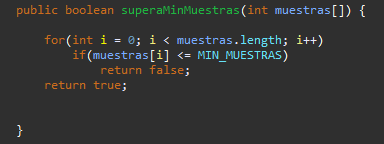 public boolean superaMinMuestras(int muestras[]) {
for(int i = 0; i < muestras.length; i++)
if(muestras[i] <= MIN_MUESTRAS)
return false;
return true;
}